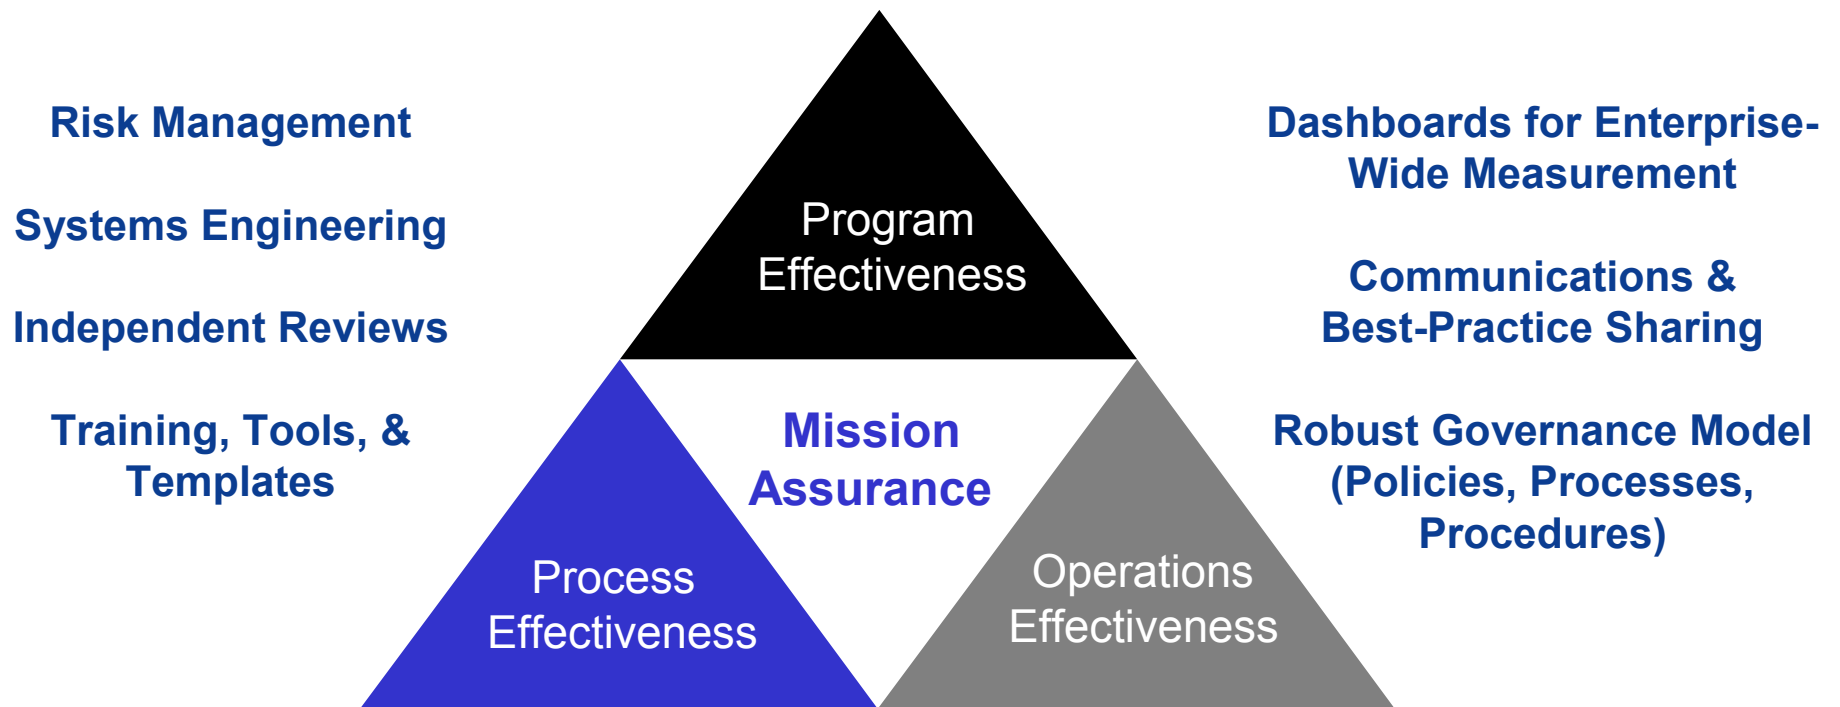 Risk Management
Systems Engineering
Independent Reviews
Training, Tools, &
Templates
Program
Effectiveness
Mission
Assurance
Process
Effectiveness
Operations
Effectiveness
Dashboards for Enterprise-
Wide Measurement
Communications &
Best-Practice Sharing
Robust Governance Model
(Policies, Processes,
Procedures)